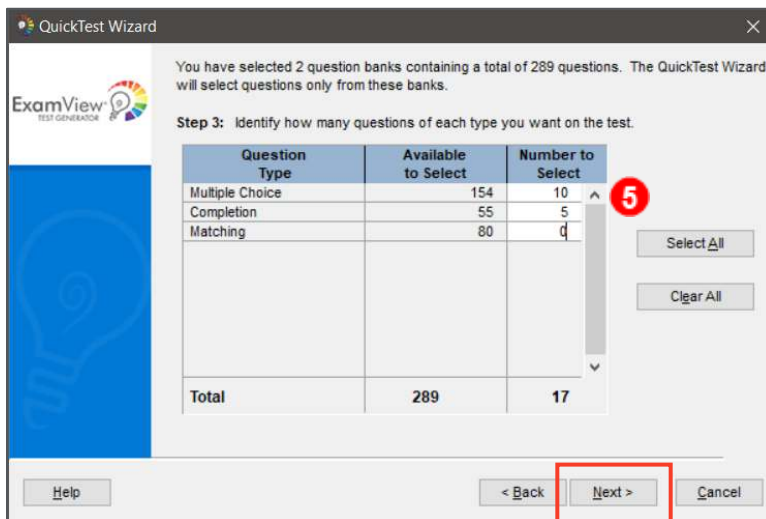 QuickTest Wizard
You have selected 2 question banks containing a total of 289 questions. The QuickTest Wizard
will select questions only from these banks.
ExamView
TEST GENERATOR
Step 3: Identify how many questions of each type you want on the test.
Question Type Available to Select Number to Select
Multiple Choice 154 10
5
Completion 55 5
Matching 80 0
Select All
Clear All
Total 289 17
Help < Back Next > Cancel